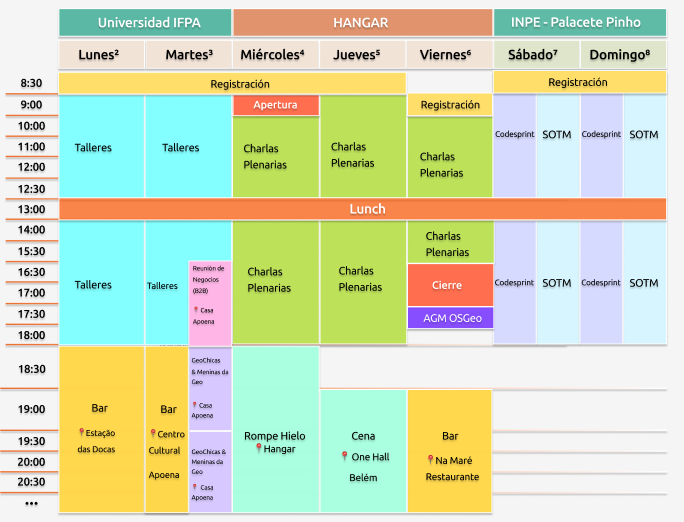 Universidad IFPA
HANGAR
INPE - Palacete Pinho
Lunes²
Martes³
Miércoles⁴
Jueves⁵
Viernes⁶
Sábado⁷
Domingo⁸
8:30
Registración
Registración
9:00
Apertura
Registración
10:00
11:00
12:00
12:30
Talleres
Talleres
Charlas
Plenarias
Charlas
Plenarias
Charlas
Plenarias
Codesprint
SOTM
Codesprint
SOTM
13:00
Lunch
14:00
15:30
16:30
17:00
17:30
18:00
Talleres
Talleres
Reunión de
Negocios
(B2B)
Casa
Apoena
Charlas
Plenarias
Charlas
Plenarias
Charlas
Plenarias
Cierre
AGM OSGeo
Codesprint
SOTM
Codesprint
SOTM
18:30
19:00
19:30
20:00
20:30
...
Bar
Estação
das Docas
Bar
Centro
Cultural
Apoena
GeoChicas
& Meninas da
Geo
Casa
Apoena
GeoChicas &
Meninas da
Geo
Casa
Apoena
Rompe Hielo
Hangar
Cena
One Hall
Belém
Bar
Na Maré
Restaurante